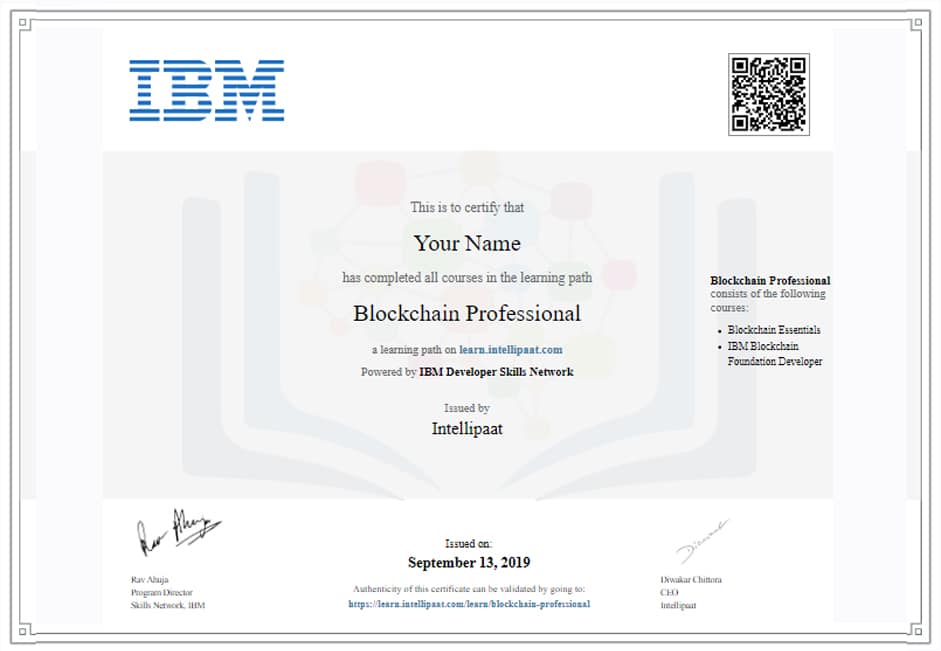 IBM
This is to certify that
Your Name
has completed all courses in the learning path
Blockchain Professional
a learning path on learn.intellipaat.com
Powered by IBM Developer Skills Network
Issued by
Intellipaat
Blockchain Professional
consists of the following
courses:
• Blockchain Essentials
• IBM Blockchain
Foundation Developer
Rav Ahuja
Program Director
Skills Network, IBM
Issued on:
September 13, 2019
Authenticity of this certificate can be validated by going to:
https://learn.intellipaat.com/learn/blockchain-professional
Diwakar Chittora
CEO
Intellipaat